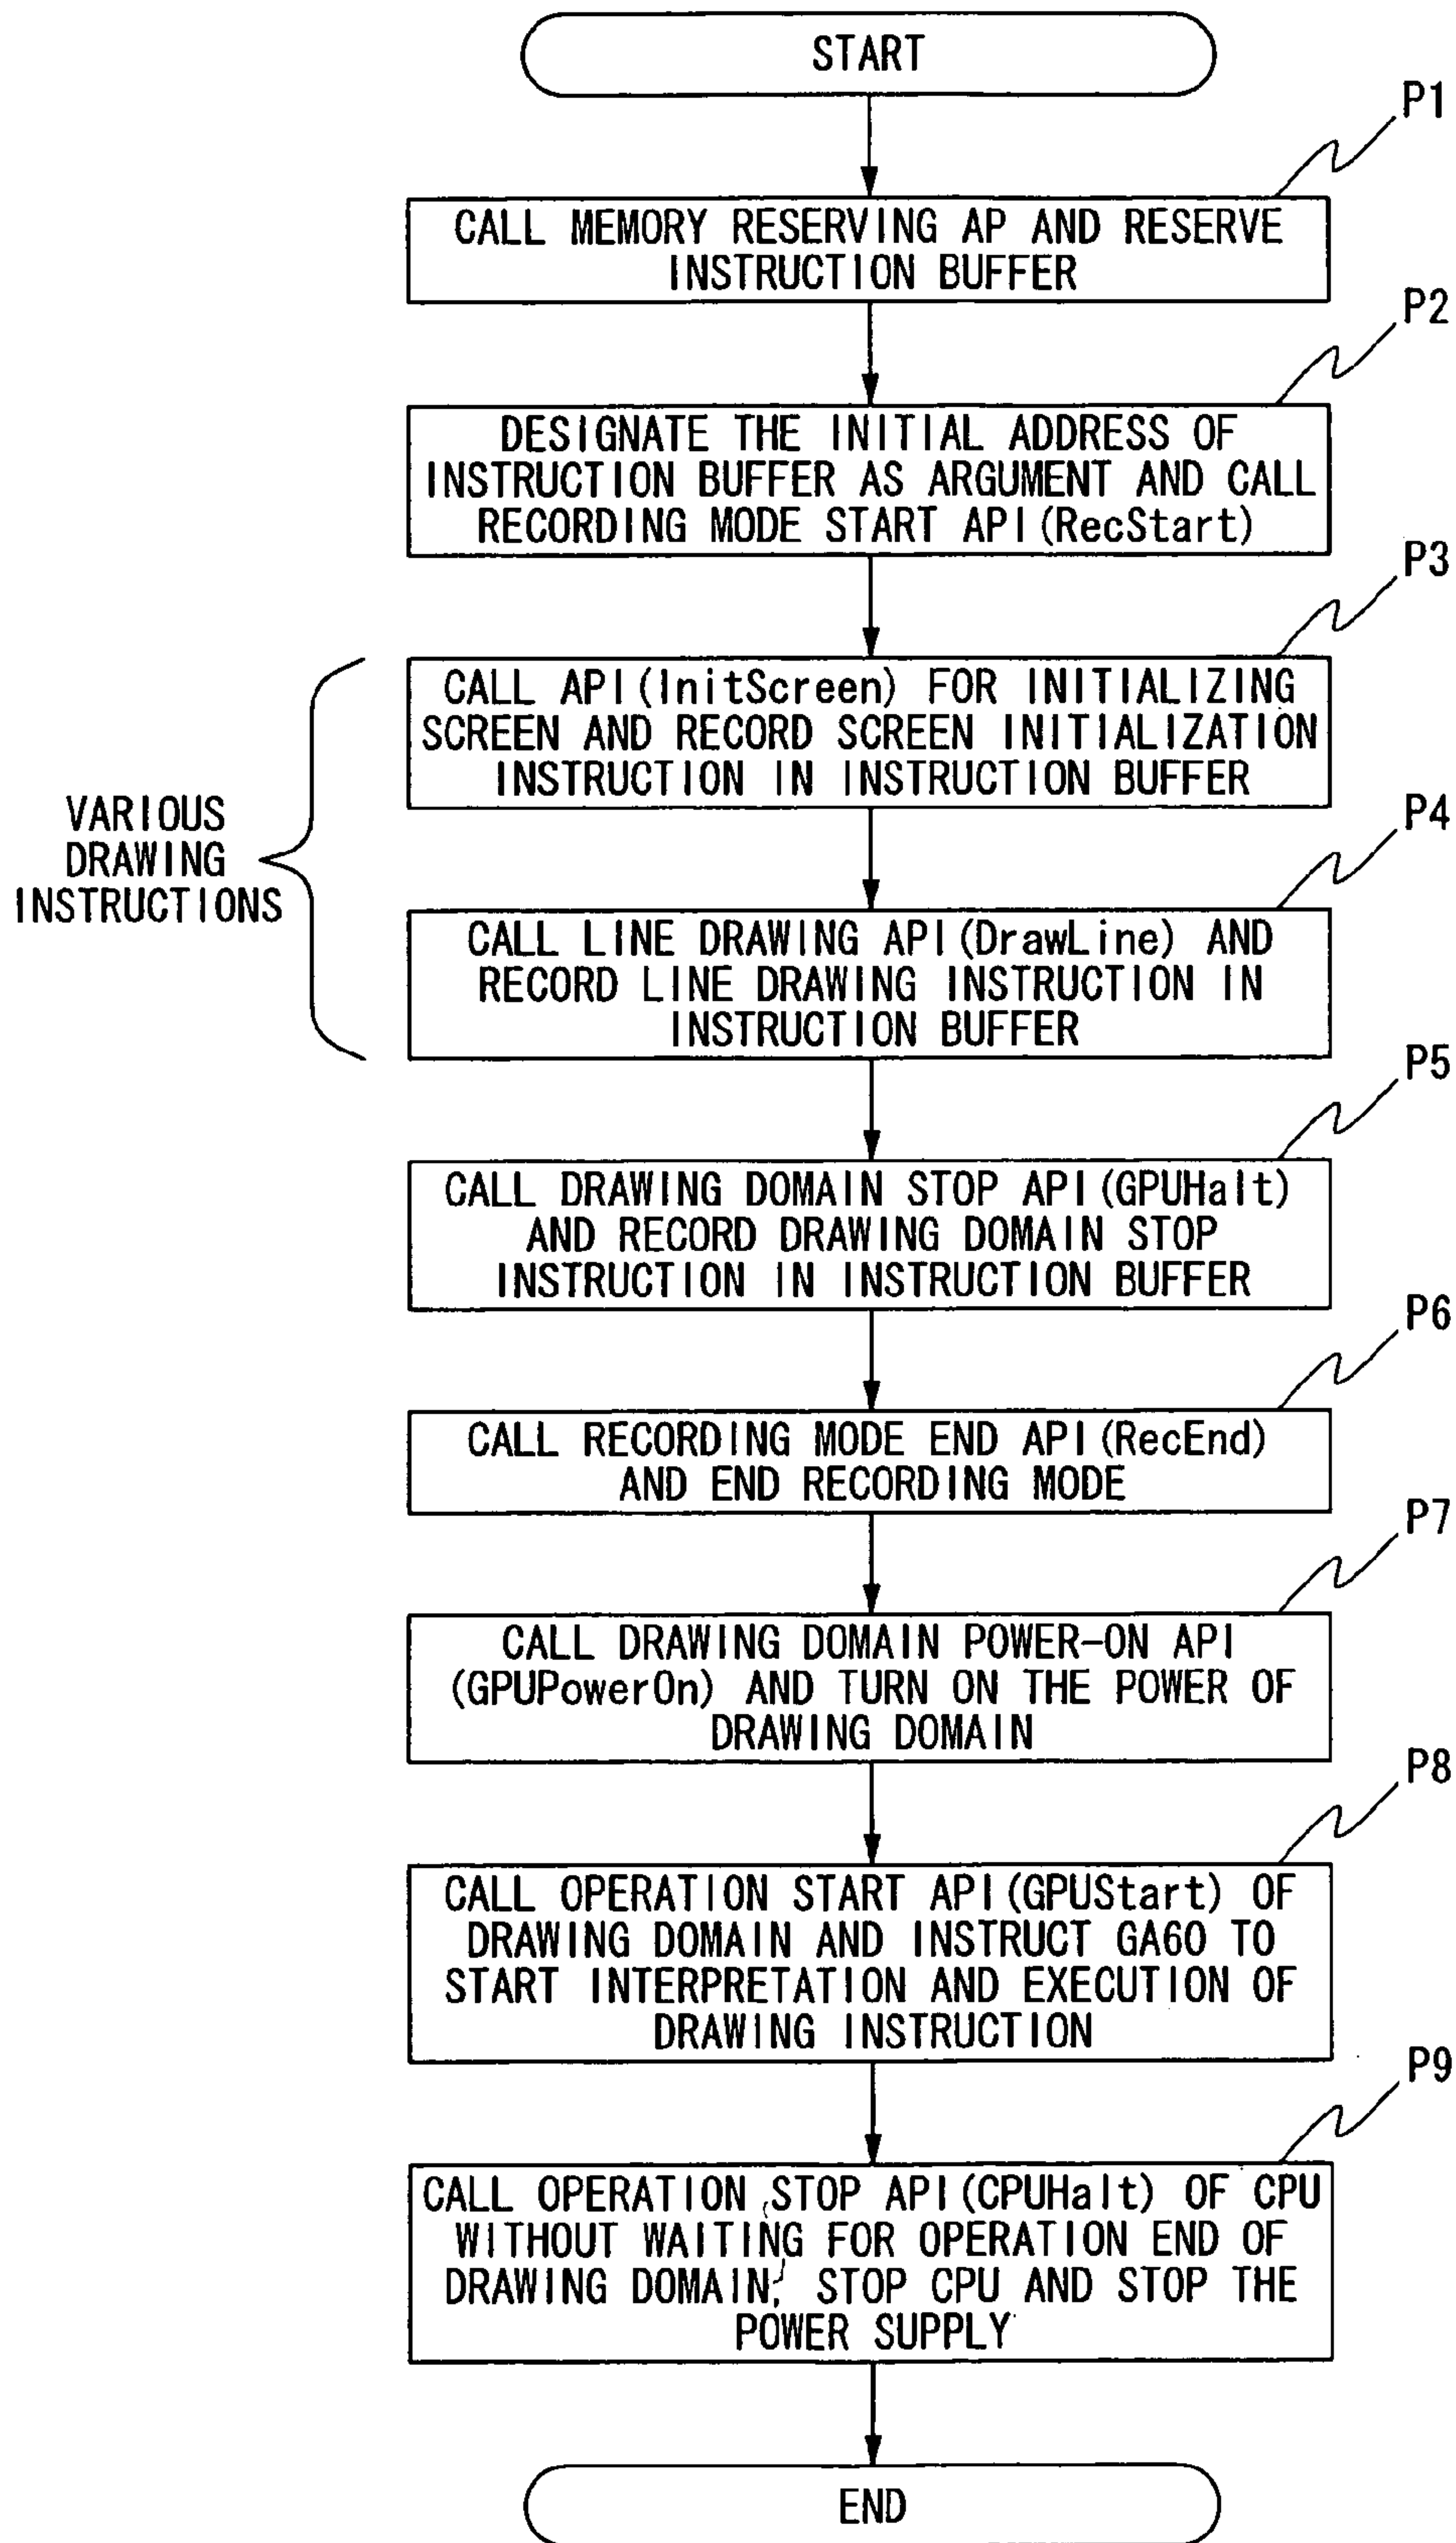 START
P1
CALL MEMORY RESERVING AP AND RESERVE
INSTRUCTION BUFFER
P2
DESIGNATE THE INITIAL ADDRESS OF
INSTRUCTION BUFFER AS ARGUMENT AND CALL
RECORDING MODE START API(RecStart)
P3
CALL API(InitScreen) FOR INITIALIZING
SCREEN AND RECORD SCREEN INITIALIZATION
INSTRUCTION IN INSTRUCTION BUFFER
VARIOUS
DRAWING
INSTRUCTIONS
P4
CALL LINE DRAWING API(DrawLine) AND
RECORD LINE DRAWING INSTRUCTION IN
INSTRUCTION BUFFER
P5
CALL DRAWING DOMAIN STOP API(GPUHalt)
AND RECORD DRAWING DOMAIN STOP
INSTRUCTION IN INSTRUCTION BUFFER
P6
CALL RECORDING MODE END API(RecEnd)
AND END RECORDING MODE
P7
CALL DRAWING DOMAIN POWER-ON API
(GPUPowerOn) AND TURN ON THE POWER OF
DRAWING DOMAIN
P8
CALL OPERATION START API(GPUStart) OF
DRAWING DOMAIN AND INSTRUCT GA60 TO
START INTERPRETATION AND EXECUTION OF
DRAWING INSTRUCTION
P9
CALL OPERATION STOP API(CPUHalt) OF CPU
WITHOUT WAITING FOR OPERATION END OF
DRAWING DOMAIN, STOP CPU AND STOP THE
POWER SUPPLY
END